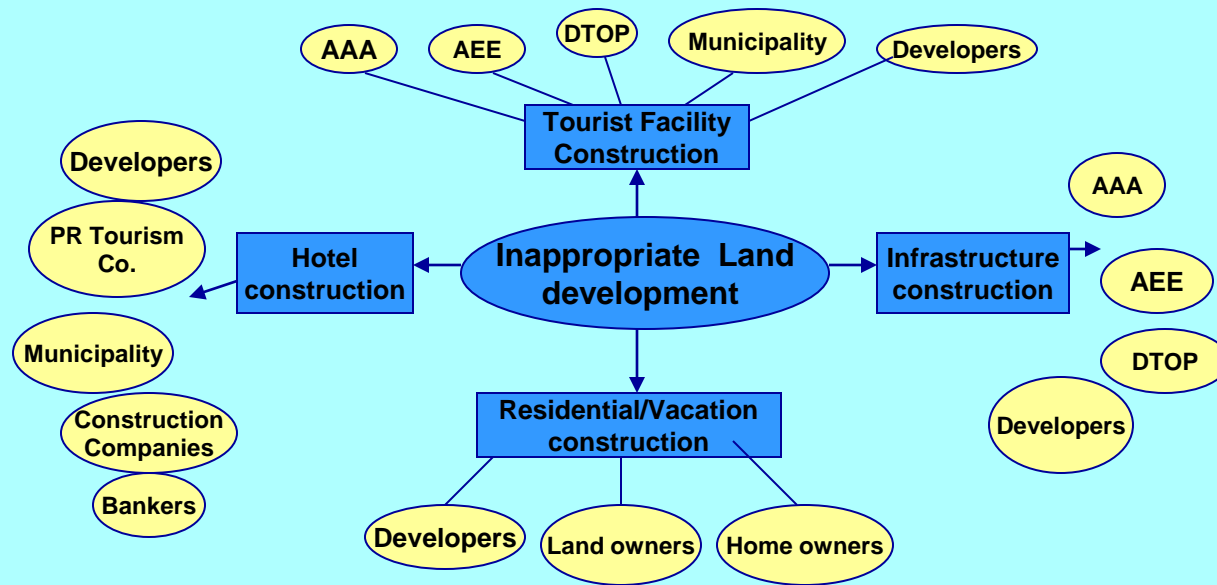 AAA
AEE
DTOP
Municipality
Developers
Tourist Facility
Construction
Developers
PR Tourism
Co.
Hotel
construction
Municipality
Construction
Companies
Bankers
Inappropriate Land
development
Infrastructure
construction
AAA
AEE
DTOP
Developers
Residential/Vacation
construction
Developers
Land owners
Home owners